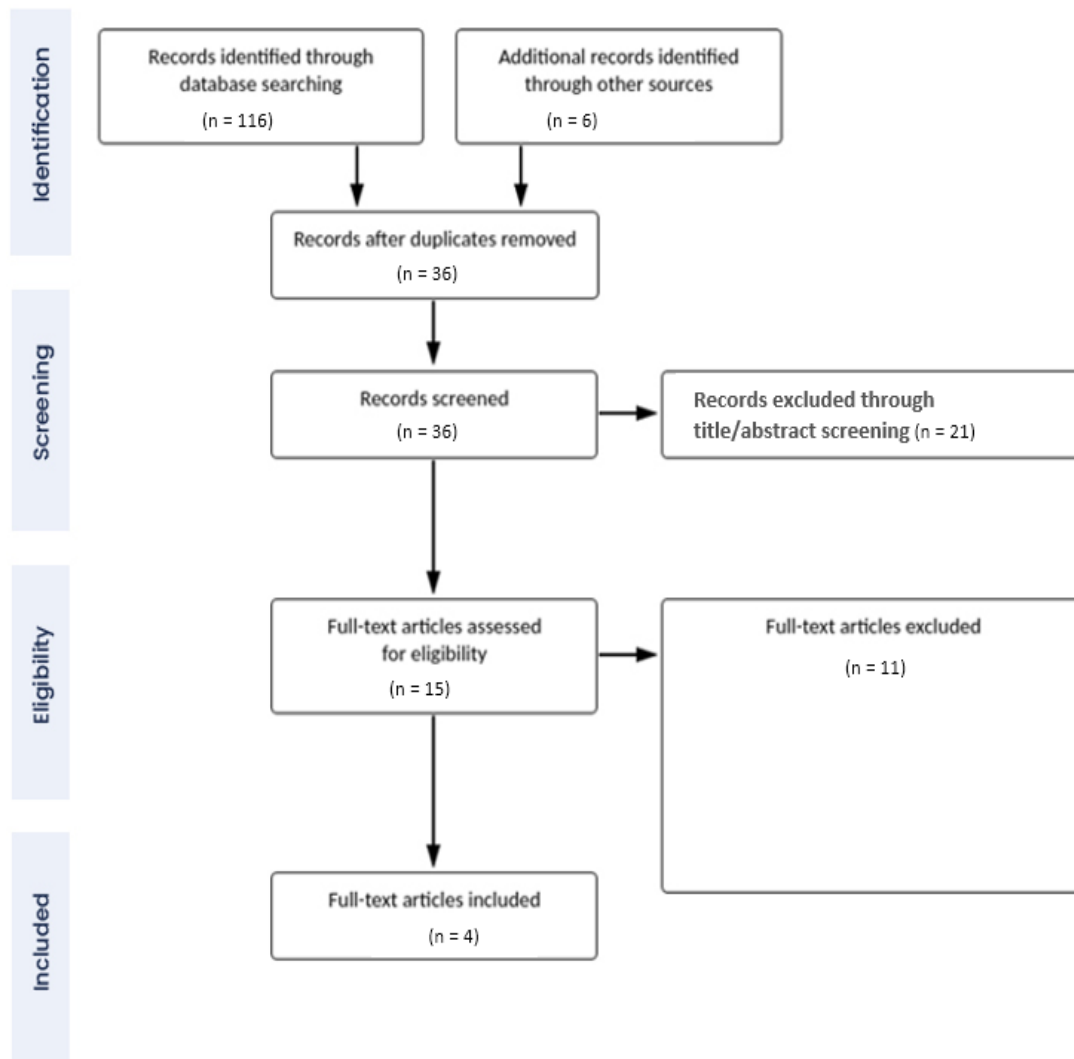 Identification
Records identified through
database searching
(n = 116)
Additional records identified
through other sources
(n = 6)
Records after duplicates removed
(n = 36)
Screening
Records screened
(n = 36)
Records excluded through
title/abstract screening (n = 21)
Eligibility
Full-text articles assessed
for eligibility
(n = 15)
Full-text articles excluded
(n = 11)
Included
Full-text articles included
(n = 4)